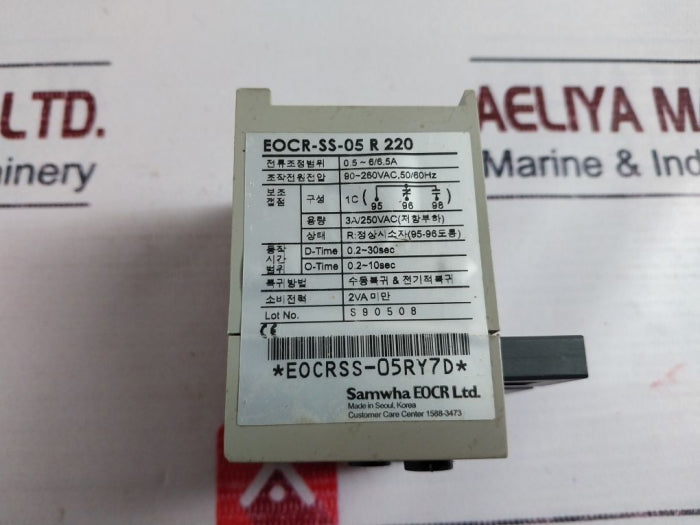 LTD.
AELIYA MA
hinery
Marine & Indu
EOCR-SS-05 R 220
전류조정범위 0.5~6/6.5A
조작전원전압 90~260VAC,50/60Hz
보조접점 구성 1C ( 95 96 98 )
용량 3A/250VAC(저항부하)
상태 R:정상시소자(95-96도통)
동작시간범위 D-Time 0.2~30sec
O-Time 0.2~10sec
복귀방법 수동복귀 & 전기적복귀
소비전력 2VA 미만
Lot No. S90508
CE
*EOCRSS-05RY7D*
Samwha EOCR Ltd.
Made in Seoul, Korea
Customer Care Center 1588-3473